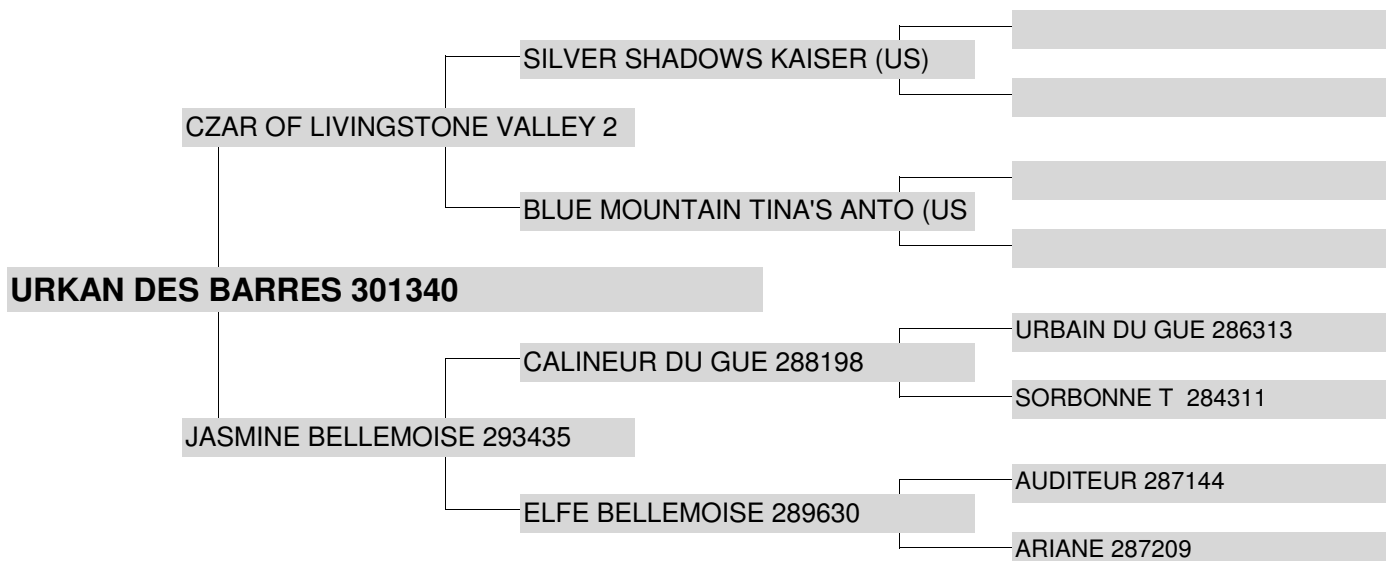 SILVER SHADOWS KAISER (US)
CZAR OF LIVINGSTONE VALLEY 2
BLUE MOUNTAIN TINA'S ANTO (US
URKAN DES BARRES 301340
URBAIN DU GUE 286313
CALINEUR DU GUE 288198
SORBONNE T  284311
JASMINE BELLEMOISE 293435
AUDITEUR 287144
ELFE BELLEMOISE 289630
ARIANE 287209